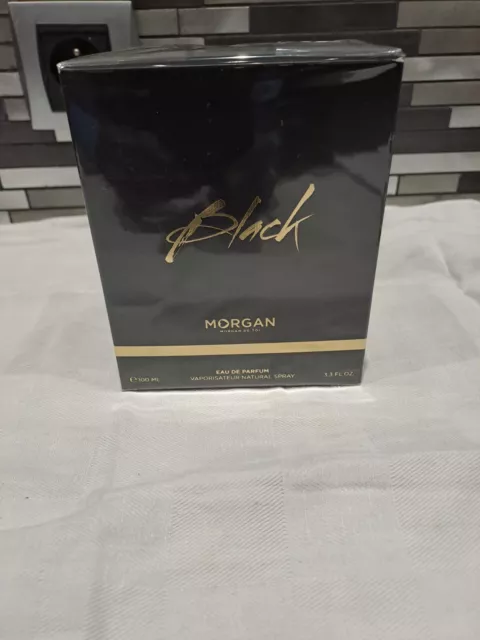 Black
MORGAN
MORGAN DE TOI
EAU DE PARFUM
VAPORISATEUR NATURAL SPRAY
℮100 ML
3.3 FL.OZ.